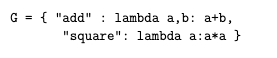 G = { "add" : lambda a,b: a+b,
"square": lambda a:a*a }